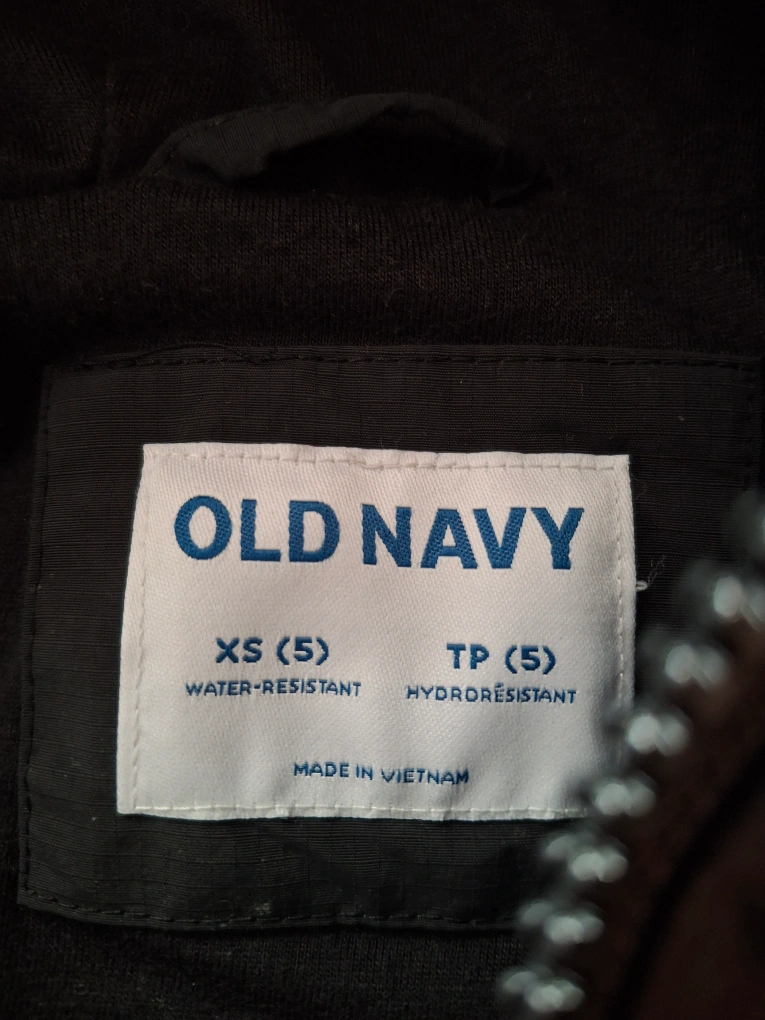 OLD NAVY
XS (5) TP (5)
WATER-RESISTANT HYDRORÉSISTANT
MADE IN VIETNAM